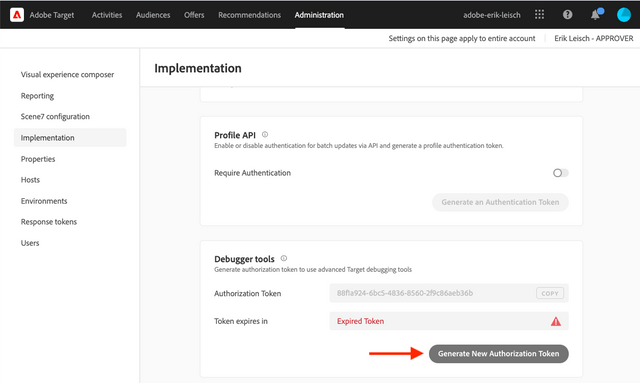 Adobe Target Activities Audiences Offers Recommendations Administration adobe-erik-leisch
Settings on this page apply to entire account Erik Leisch - APPROVER
Implementation
Visual experience composer
Reporting
Scene7 configuration
Implementation
Properties
Hosts
Environments
Response tokens
Users
Profile API
Enable or disable authentication for batch updates via API and generate a profile authentication token.
Require Authentication
Generate an Authentication Token
Debugger tools
Generate authorization token to use advanced Target debugging tools
Authorization Token 88f1a924-6bc5-4836-8560-2f9c86aeb36b COPY
Token expires in Expired Token
Generate New Authorization Token